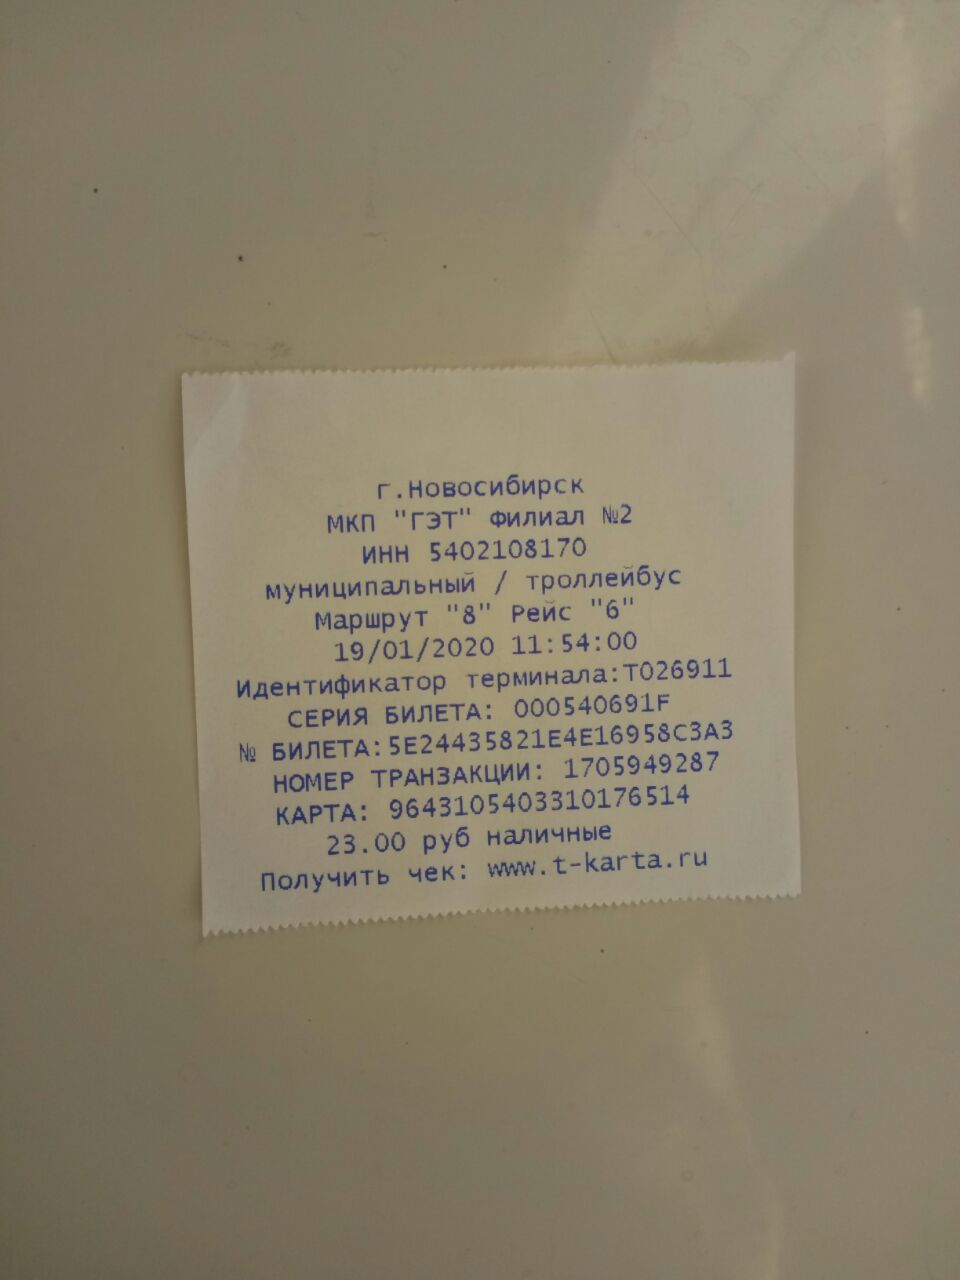 г.Новосибирск
МКП "ГЭТ" Филиал №2
ИНН 5402108170
муниципальный / троллейбус
Маршрут "8" Рейс "6"
19/01/2020 11:54:00
Идентификатор терминала:T026911
СЕРИЯ БИЛЕТА: 000540691F
№ БИЛЕТА:5E24435821E4E16958C3A3
НОМЕР ТРАНЗАКЦИИ: 1705949287
КАРТА: 9643105403310176514
23.00 руб наличные
Получить чек: www.t-karta.ru